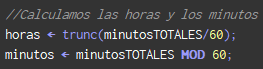 //Calculamos las horas y los minutos
horas ← trunc(minutosTOTALES/60);
minutos ← minutosTOTALES MOD 60;